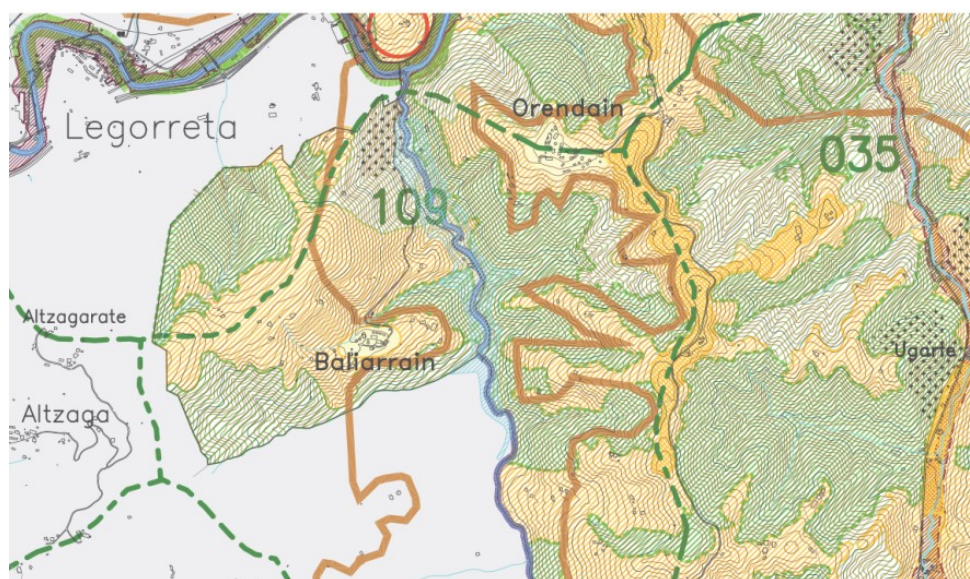 Orendain
Legorreta
035
109
Altzagarate
Ugarte
Baliarrain
Altzaga